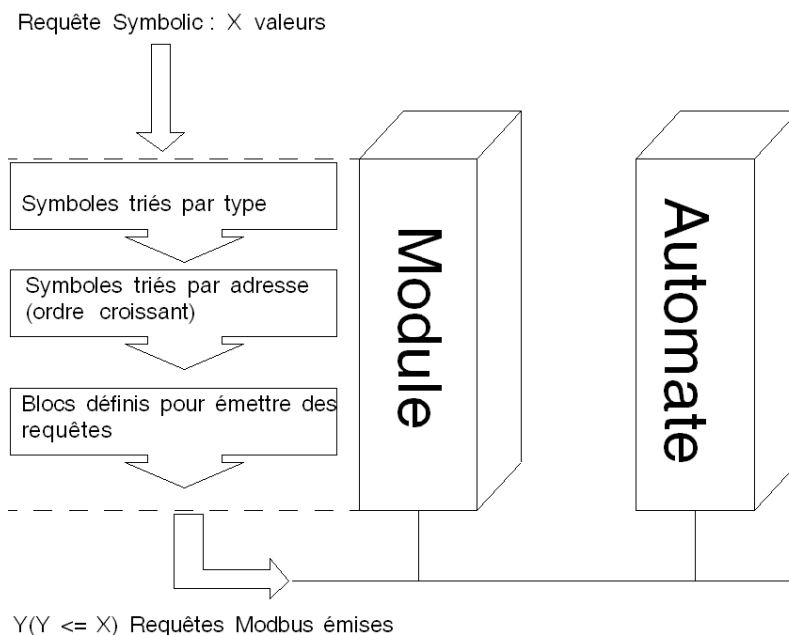 Requête Symbolic : X valeurs
Symboles triés par type
Symboles triés par adresse
(ordre croissant)
Blocs définis pour émettre des
requêtes
Module
Automate
Y(Y <= X) Requêtes Modbus émises